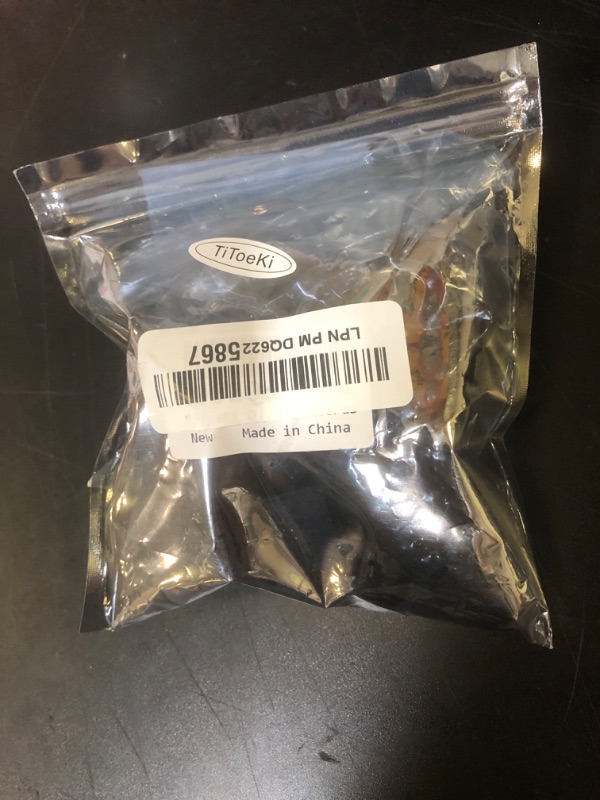 TiToeKi
LPN PM DQ6225867
New Made in China